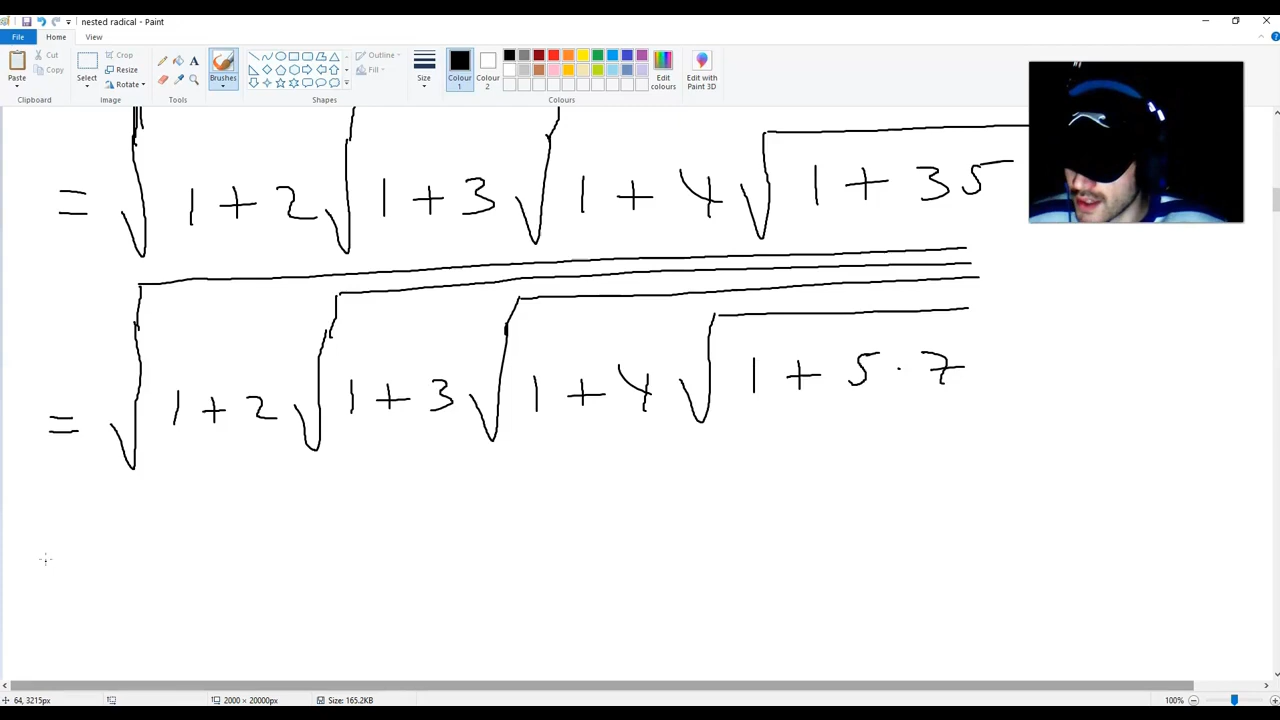 nested radical - Paint
File Home View
Paste
Cut
Copy
Clipboard
Select
Crop
Resize
Rotate
Image
Tools
Brushes
Shapes
Outline
Fill
Size
Colour 1
Colour 2
Edit colours
Colours
Edit with Paint 3D
= √1 + 2√1 + 3√1 + 4√1 + 35
= √1 + 2√1 + 3√1 + 4√1 + 5 · 7
64, 3215px 2000 × 20000px Size: 165.2KB 100%